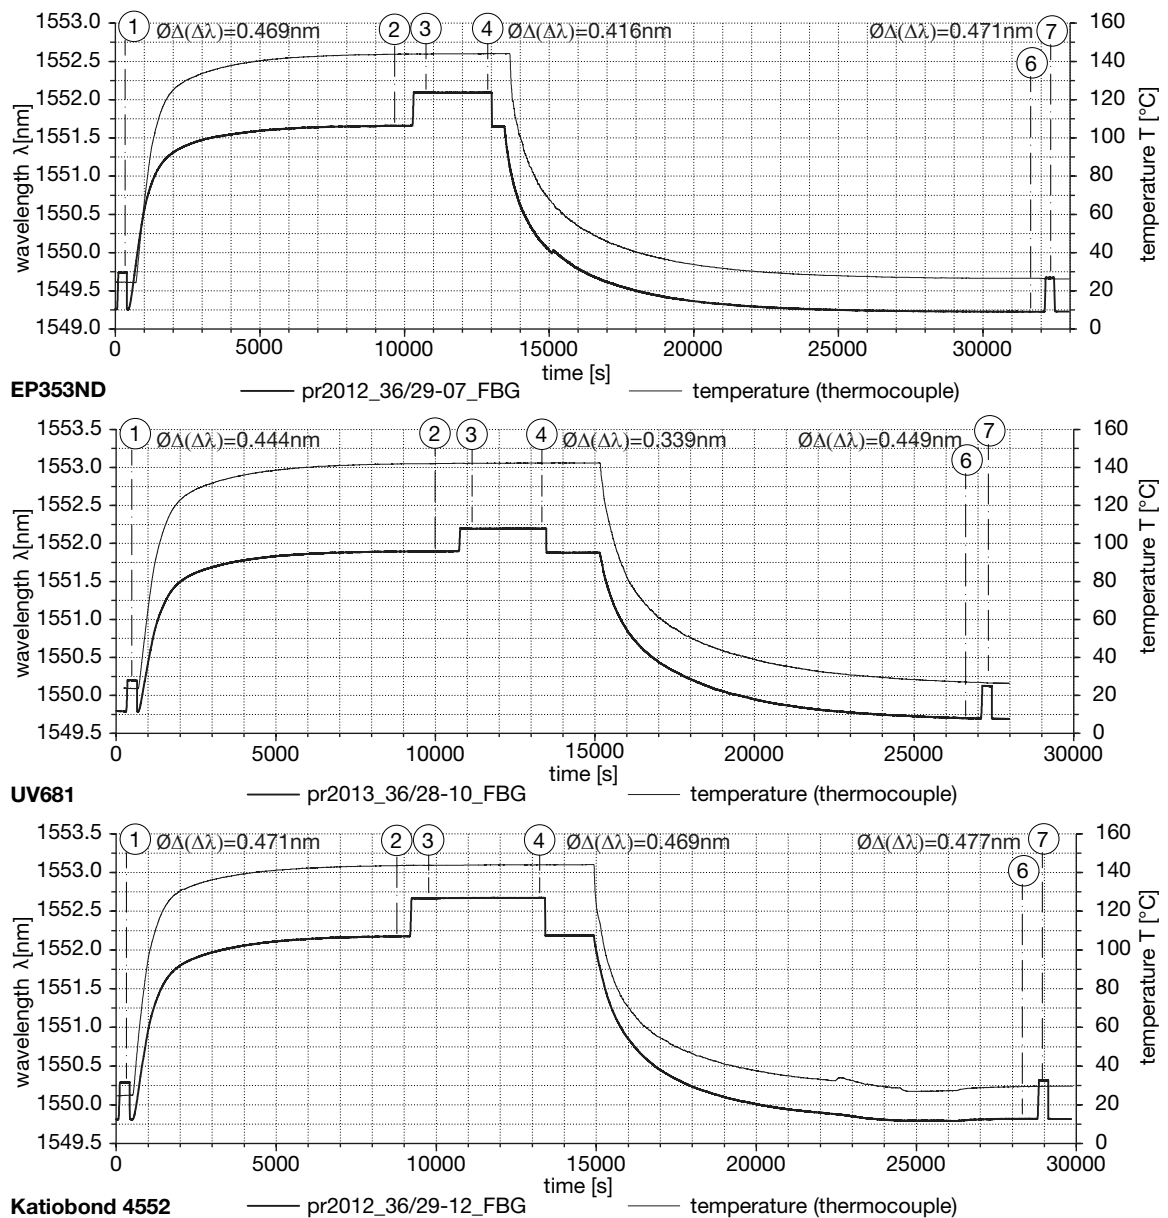 1553.0 1 ØΔ(Δλ)=0.469nm 2 3 4 ØΔ(Δλ)=0.416nm ØΔ(Δλ)=0.471nm 7 160
1552.5 6 140
1552.0 120
1551.5 100
1551.0 80
1550.5 60
1550.0 40
1549.5 20
1549.0 0
wavelength λ[nm]
temperature T [°C]
0 5000 10000 15000 20000 25000 30000
time [s]
EP353ND pr2012_36/29-07_FBG temperature (thermocouple)
1553.5 1 ØΔ(Δλ)=0.444nm 2 3 4 ØΔ(Δλ)=0.339nm ØΔ(Δλ)=0.449nm 7 160
1553.0 6 140
1552.5 120
1552.0 100
1551.5 80
1551.0 60
1550.5 40
1550.0 20
1549.5 0
wavelength λ[nm]
temperature T [°C]
0 5000 10000 15000 20000 25000 30000
time [s]
UV681 pr2013_36/28-10_FBG temperature (thermocouple)
1553.5 1 ØΔ(Δλ)=0.471nm 2 3 4 ØΔ(Δλ)=0.469nm ØΔ(Δλ)=0.477nm 7 160
1553.0 6 140
1552.5 120
1552.0 100
1551.5 80
1551.0 60
1550.5 40
1550.0 20
1549.5 0
wavelength λ[nm]
temperature T [°C]
0 5000 10000 15000 20000 25000 30000
time [s]
Katiobond 4552 pr2012_36/29-12_FBG temperature (thermocouple)